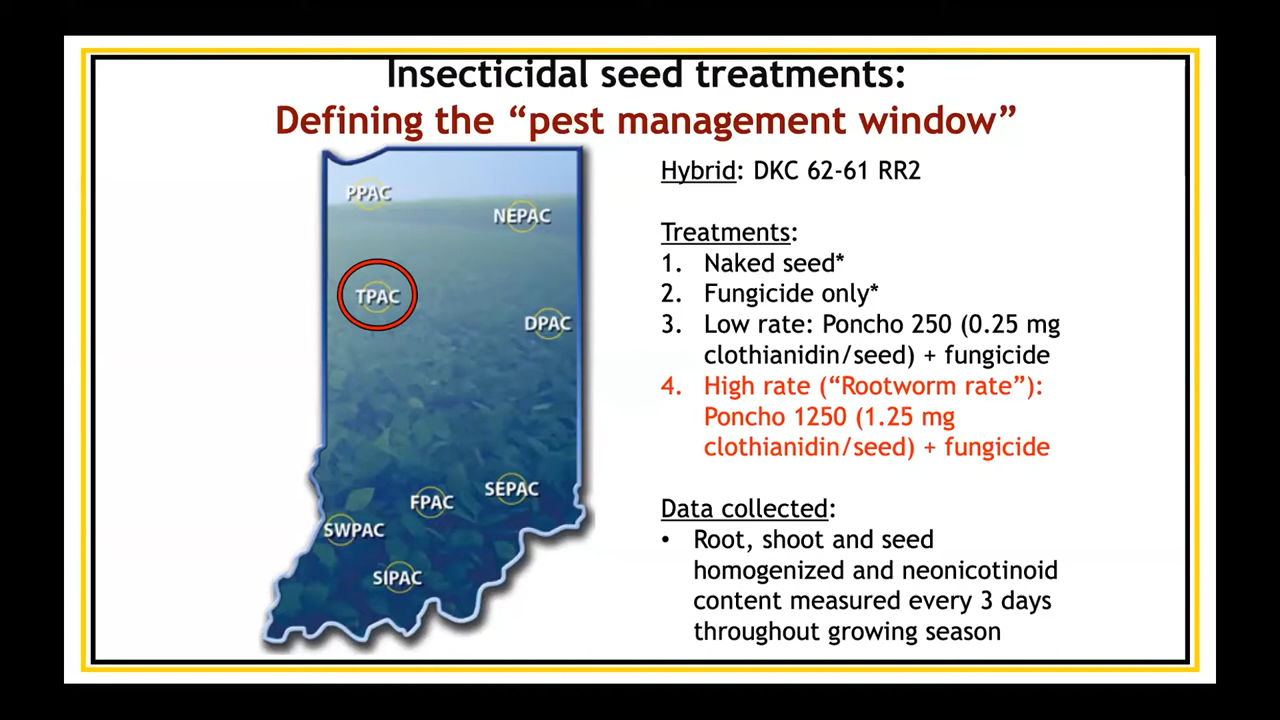 Insecticidal seed treatments:
Defining the “pest management window”
PPAC
NEPAC
TPAC
DPAC
SEPAC
FPAC
SWPAC
SIPAC
Hybrid: DKC 62-61 RR2
Treatments:
1. Naked seed*
2. Fungicide only*
3. Low rate: Poncho 250 (0.25 mg
clothianidin/seed) + fungicide
4. High rate (“Rootworm rate”):
Poncho 1250 (1.25 mg
clothianidin/seed) + fungicide
Data collected:
• Root, shoot and seed
homogenized and neonicotinoid
content measured every 3 days
throughout growing season